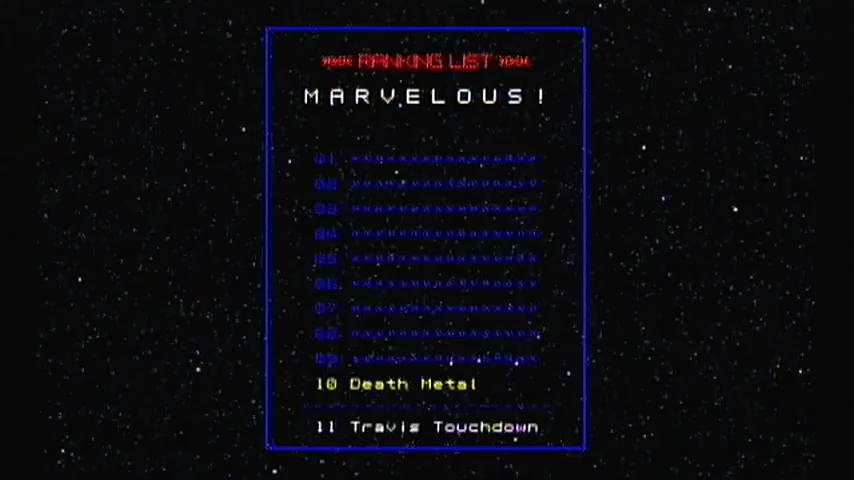 RANKING LIST
MARVELOUS!
01 ****************
02 ****************
03 ****************
04 ****************
05 ****************
06 ****************
07 ****************
08 ****************
09 ****************
10 Death Metal
11 Travis Touchdown